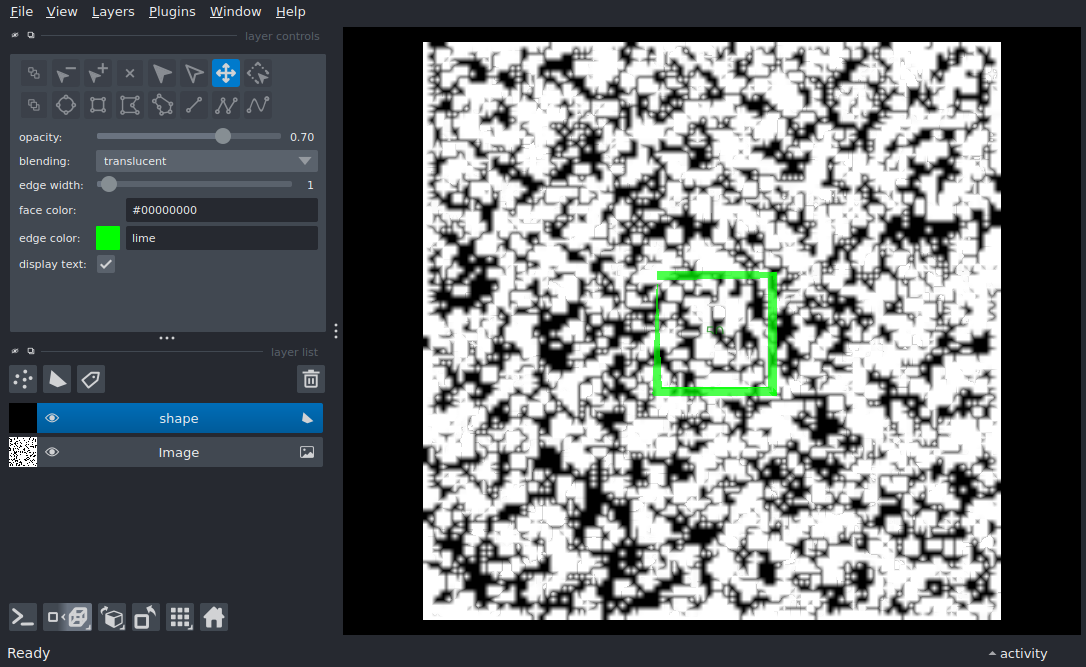 File View Layers Plugins Window Help
layer controls
opacity: 0.70
blending: translucent
edge width: 1
face color: #00000000
edge color: lime
display text:
layer list
shape
Image
Ready
activity